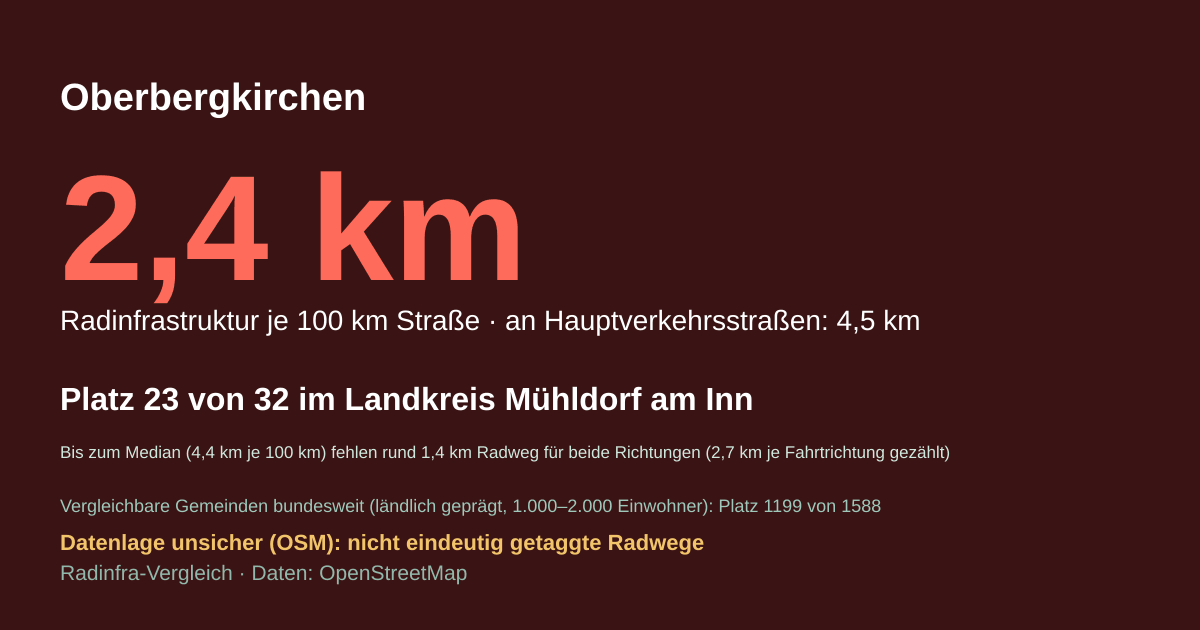 Oberbergkirchen
2,4 km
Radinfrastruktur je 100 km Straße · an Hauptverkehrsstraßen: 4,5 km
Platz 23 von 32 im Landkreis Mühldorf am Inn
Bis zum Median (4,4 km je 100 km) fehlen rund 1,4 km Radweg für beide Richtungen (2,7 km je Fahrtrichtung gezählt)
Vergleichbare Gemeinden bundesweit (ländlich geprägt, 1.000–2.000 Einwohner): Platz 1199 von 1588
Datenlage unsicher (OSM): nicht eindeutig getaggte Radwege
Radinfra-Vergleich · Daten: OpenStreetMap